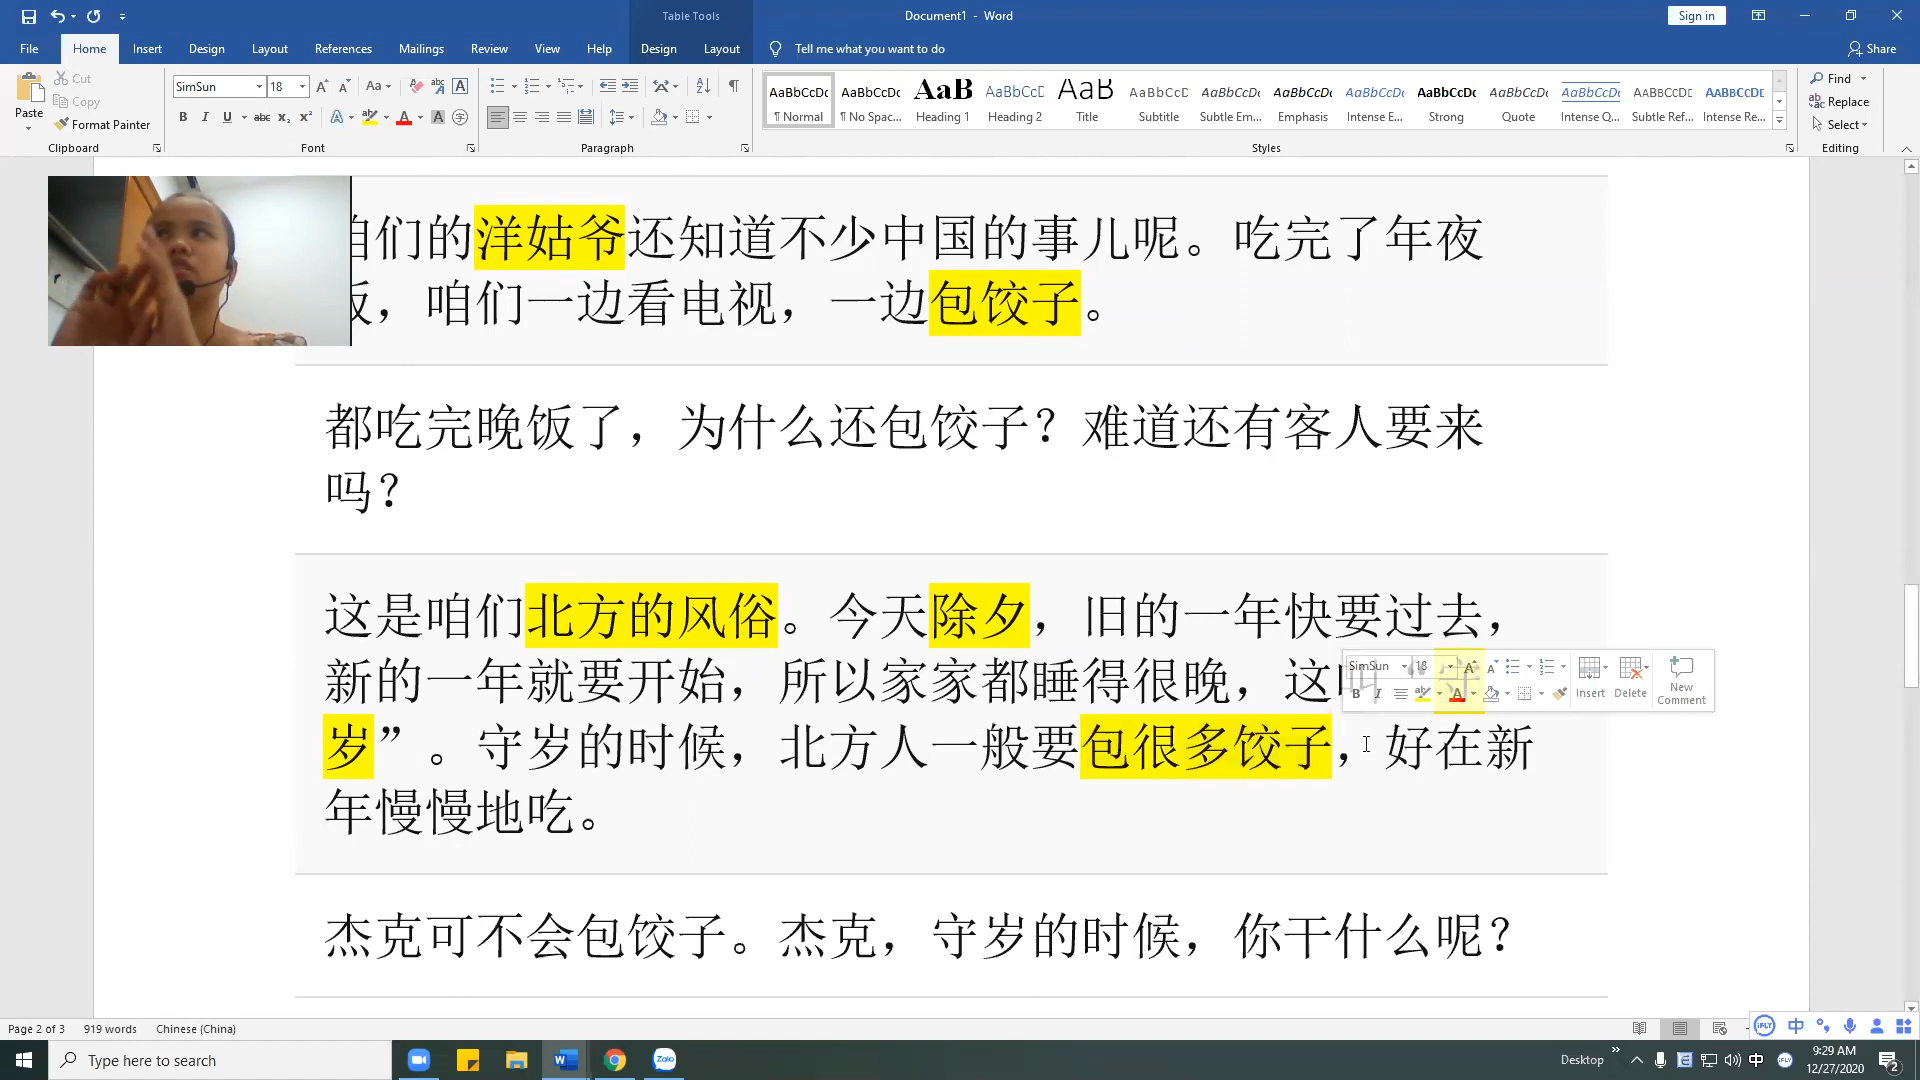 Table Tools
Document1 - Word
Sign in
File Home Insert Design Layout References Mailings Review View Help Design Layout Tell me what you want to do Share
Paste Cut Copy Format Painter
SimSun 18
AaBbCcDc AaBbCcDc AaBb AaBbCcD AaB AaBbCcD AaBbCcDc AaBbCcDc AaBbCcDc AaBbCcDc AaBbCcDc AaBbCcDc AABBCCDE AABBCCDE
¶ Normal ¶ No Spac... Heading 1 Heading 2 Title Subtitle Subtle Em... Emphasis Intense E... Strong Quote Intense Q... Subtle Ref... Intense Re...
Find Replace Select
Clipboard Font Paragraph Styles Editing
们的洋姑爷还知道不少中国的事儿呢。吃完了年夜
，咱们一边看电视，一边包饺子。
都吃完晚饭了，为什么还包饺子？难道还有客人要来
吗？
这是咱们北方的风俗。今天除夕，旧的一年快要过去，
新的一年就要开始，所以家家都睡得很晚，这
SimSun 18 Insert Delete New Comment
岁”。守岁的时候，北方人一般要包很多饺子，好在新
年慢慢地吃。
杰克可不会包饺子。杰克，守岁的时候，你干什么呢？
Page 2 of 3 919 words Chinese (China)
iFLY 中
Type here to search
Zalo
Desktop
中
9:29 AM
12/27/2020
2